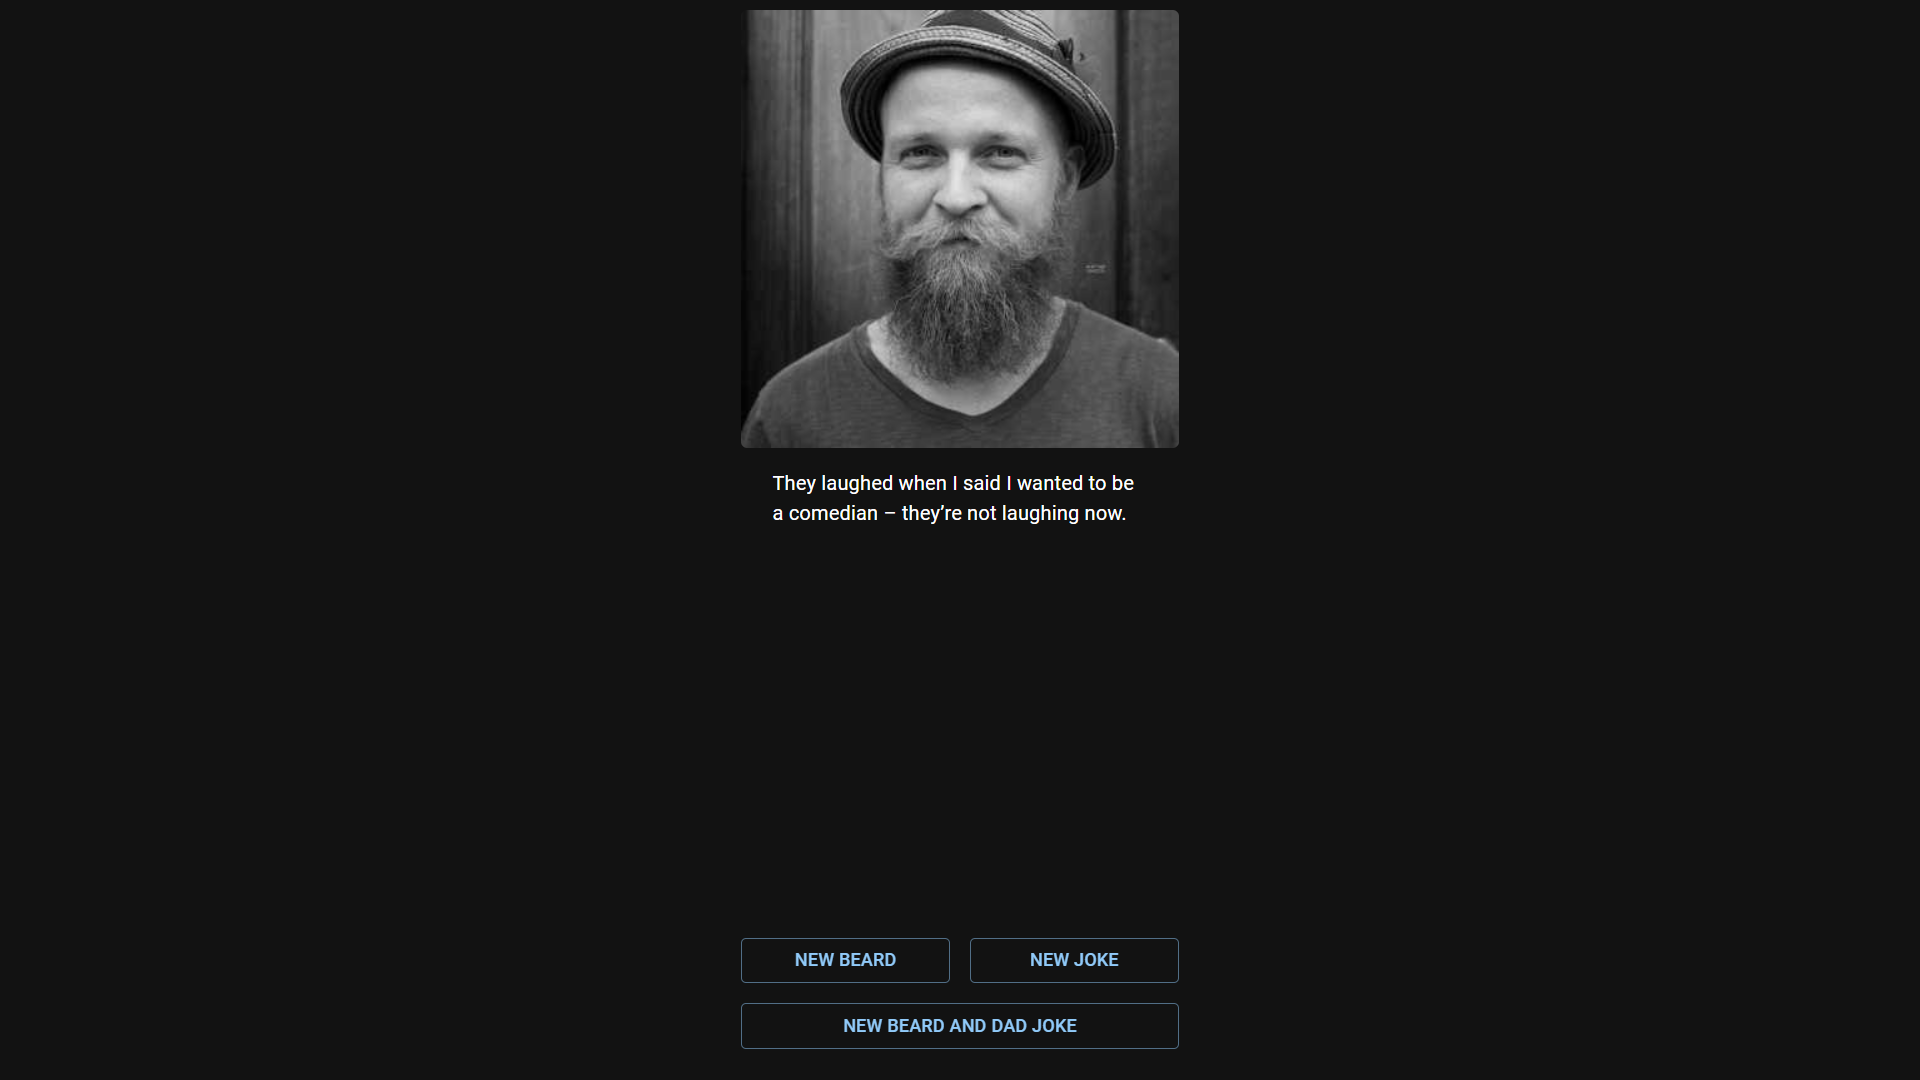 They laughed when I said I wanted to be
a comedian – they’re not laughing now.
NEW BEARD
NEW JOKE
NEW BEARD AND DAD JOKE